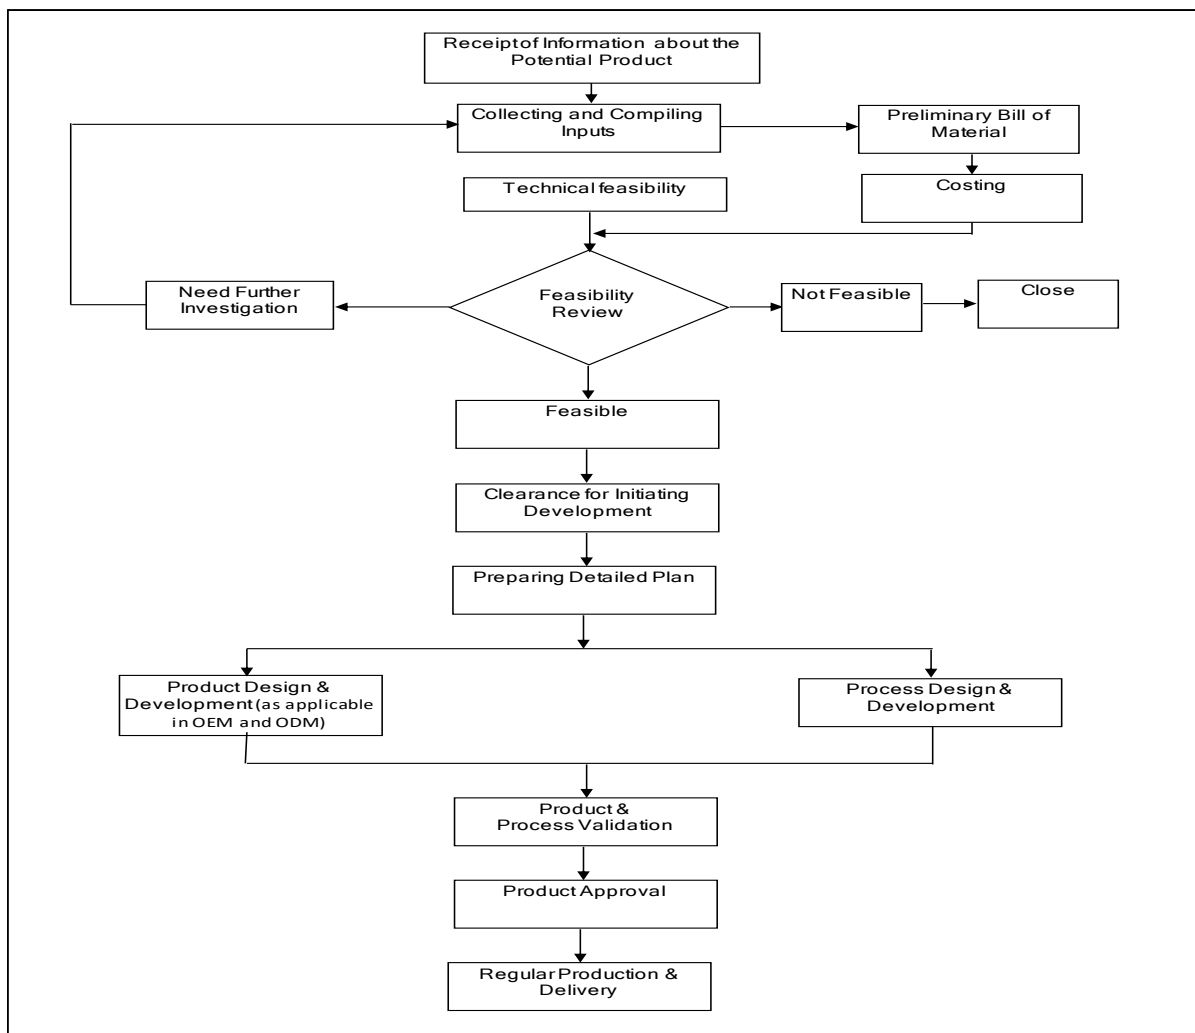 Receipt of Information about the
Potential Product
Collecting and Compiling
Inputs
Preliminary Bill of
Material
Technical feasibility
Costing
Need Further
Investigation
Feasibility
Review
Not Feasible
Close
Feasible
Clearance for Initiating
Development
Preparing Detailed Plan
Product Design &
Development (as applicable
in OEM and ODM)
Process Design &
Development
Product &
Process Validation
Product Approval
Regular Production &
Delivery